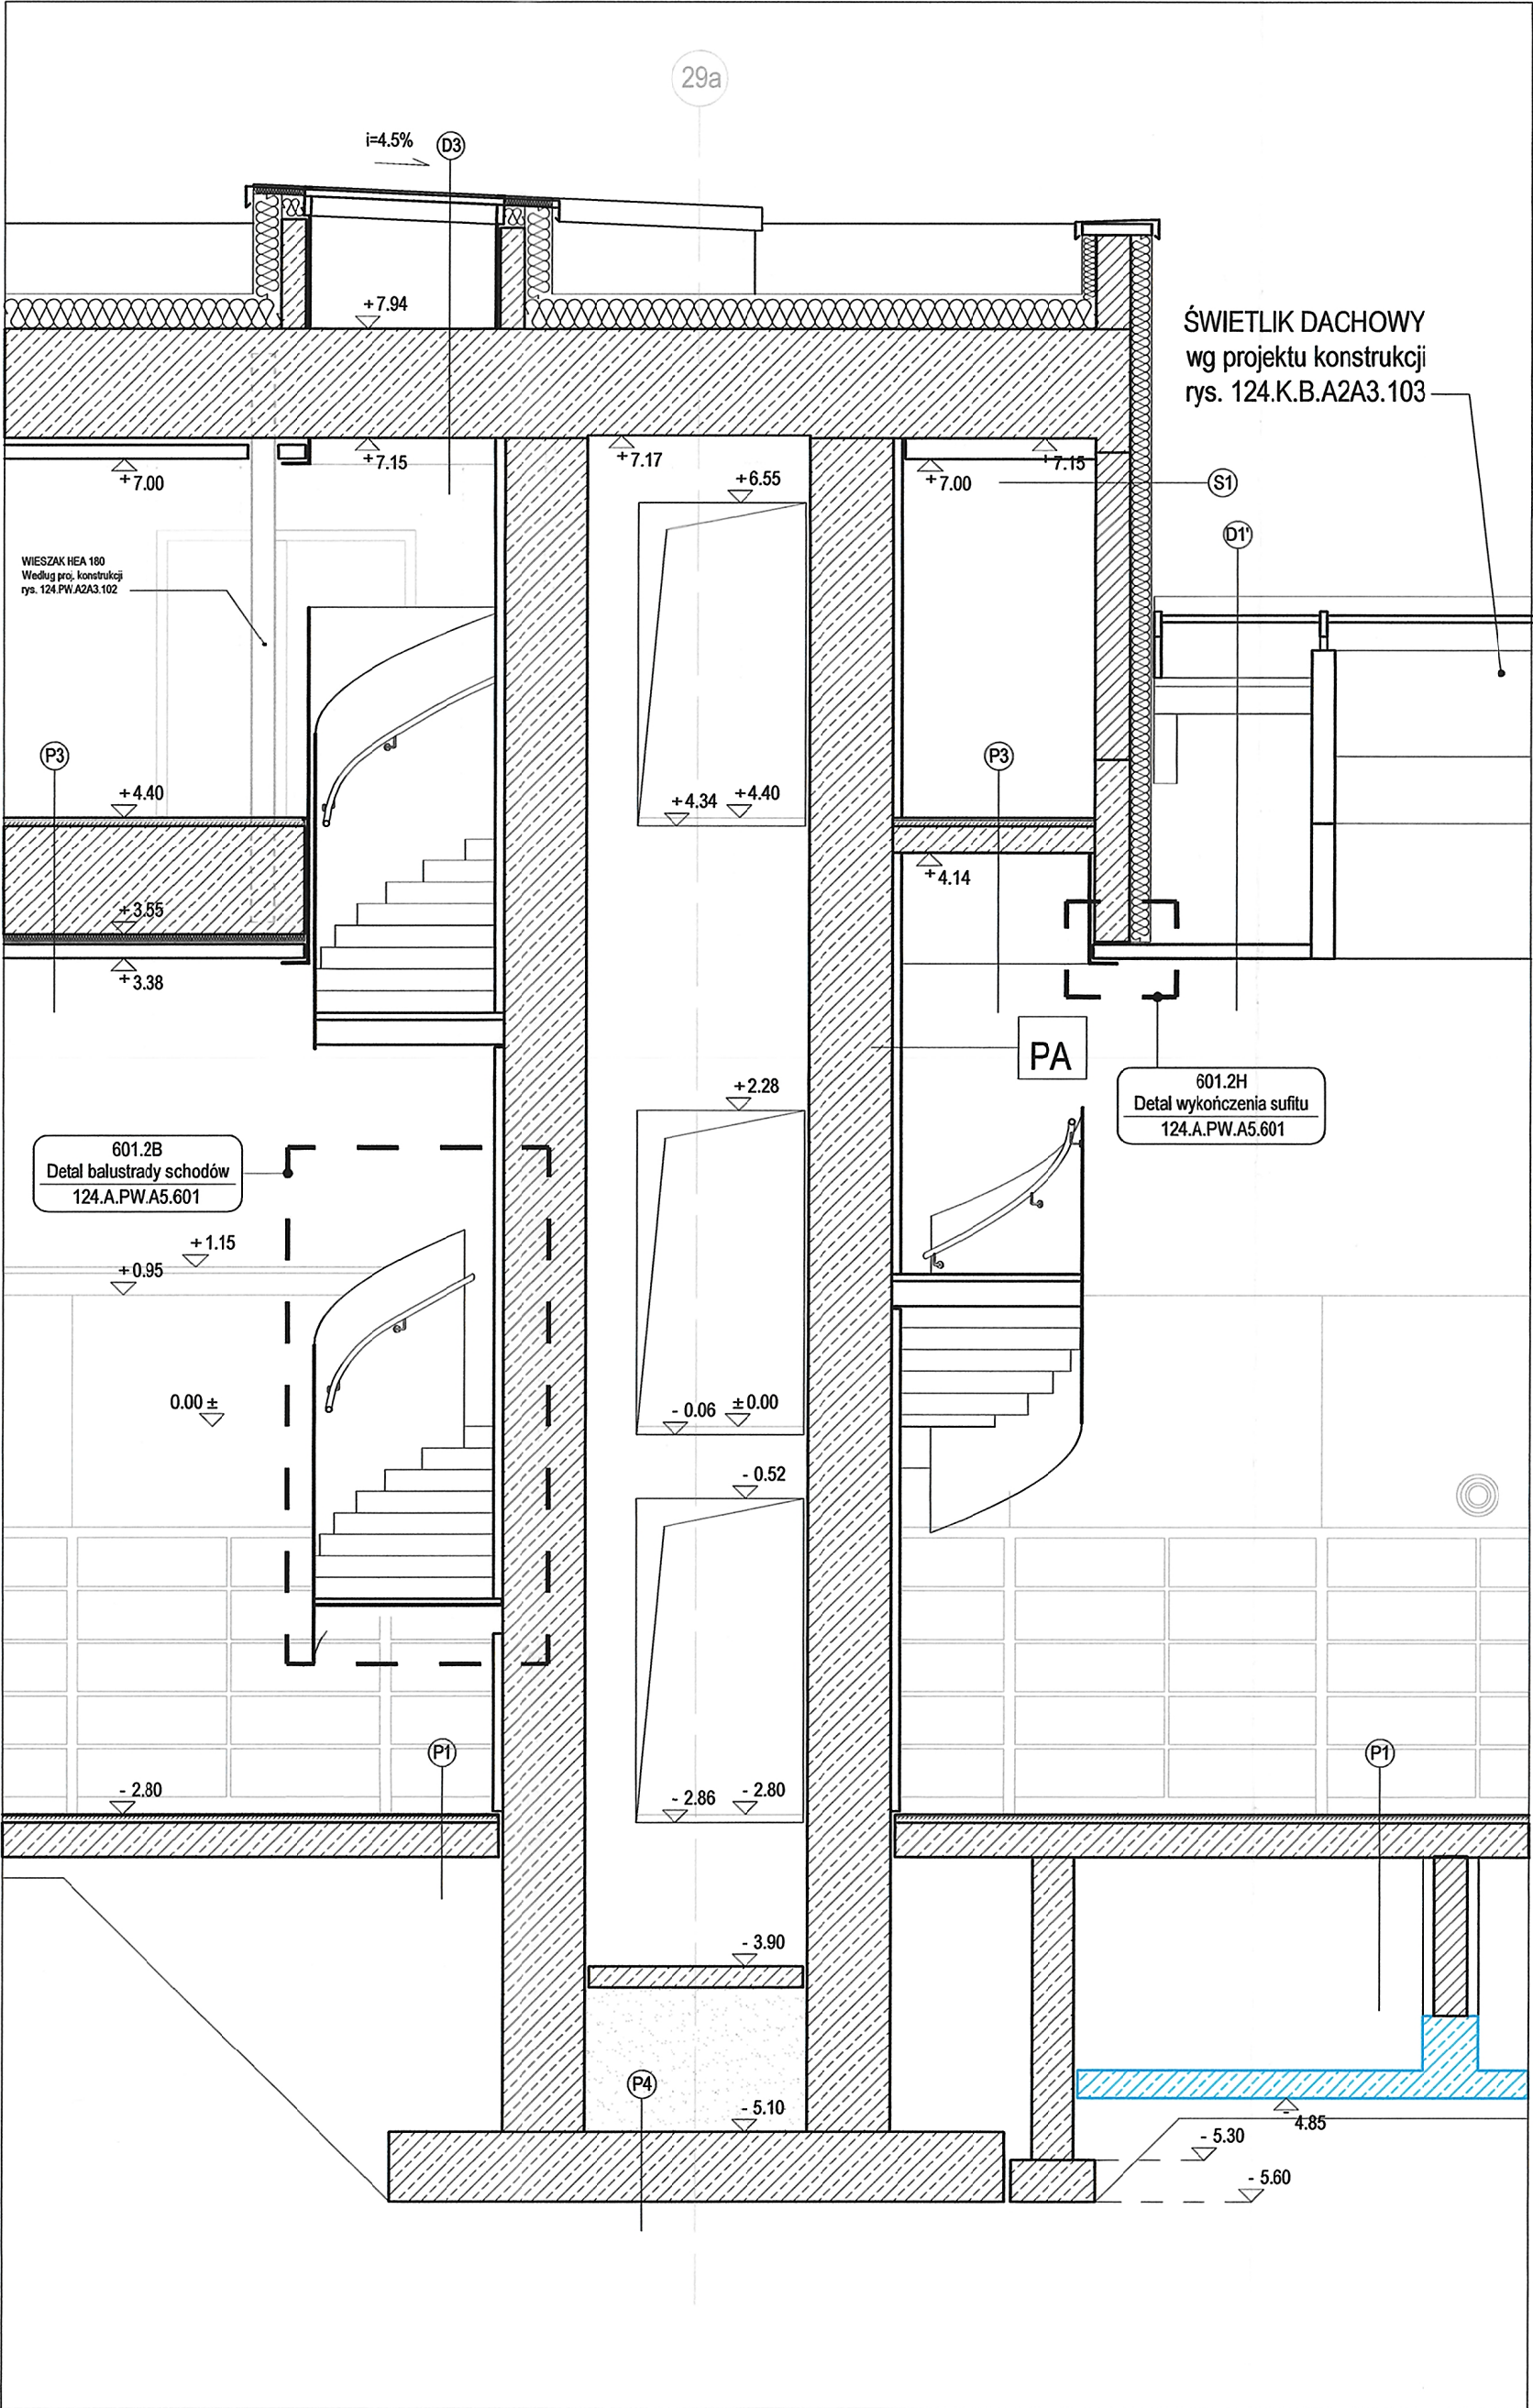 29a
i=4.5%
D3
+7.94
ŚWIETLIK DACHOWY
wg projektu konstrukcji
rys. 124.K.B.A2A3.103
+7.00
+7.15
+7.17
+6.55
+7.00
+7.15
S1
D1'
WIESZAK HEA 180
Według proj. konstrukcji
rys. 124.PW.A2A3.102
P3
P3
+4.40
+4.34
+4.40
+4.14
+3.55
+3.38
PA
601.2H
Detal wykończenia sufitu
124.A.PW.A5.601
+2.28
601.2B
Detal balustrady schodów
124.A.PW.A5.601
+1.15
+0.95
0.00 ±
- 0.06
±0.00
- 0.52
P1
P1
- 2.80
- 2.86
- 2.80
- 3.90
P4
- 5.10
- 4.85
- 5.30
- 5.60